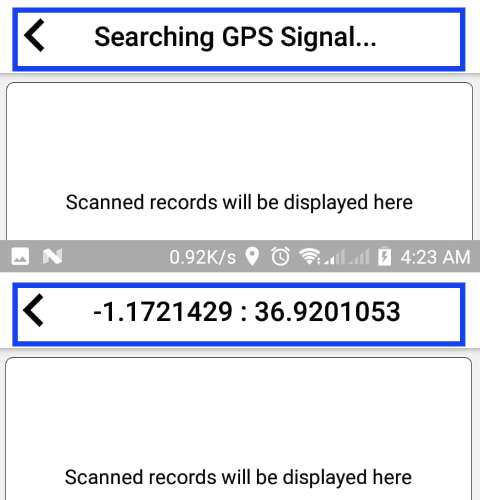 Searching GPS Signal...
Scanned records will be displayed here
0.92K/s 4:23 AM
-1.1721429 : 36.9201053
Scanned records will be displayed here